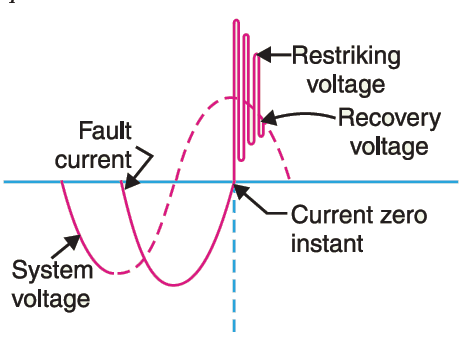 Restriking
voltage
Recovery
voltage
Fault
current
Current zero
instant
System
voltage